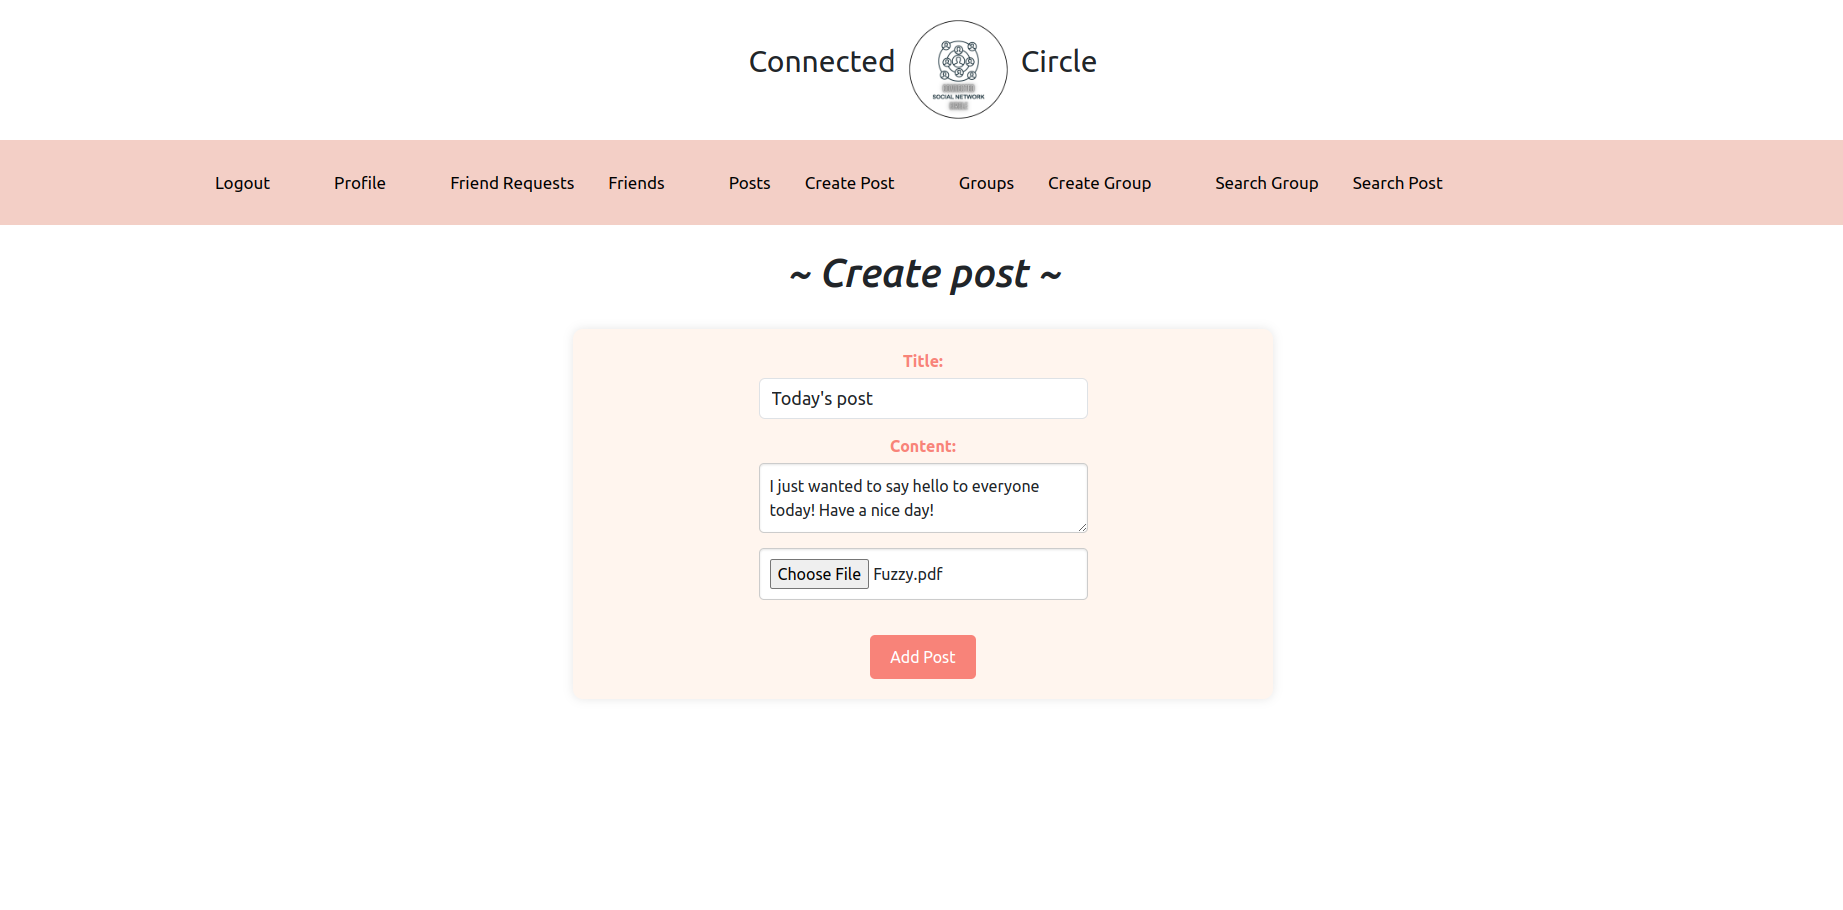 Connected
SOCIAL NETWORK
Circle
Logout Profile Friend Requests Friends Posts Create Post Groups Create Group Search Group Search Post
~ Create post ~
Title:
Today's post
Content:
I just wanted to say hello to everyone
today! Have a nice day!
Choose File Fuzzy.pdf
Add Post